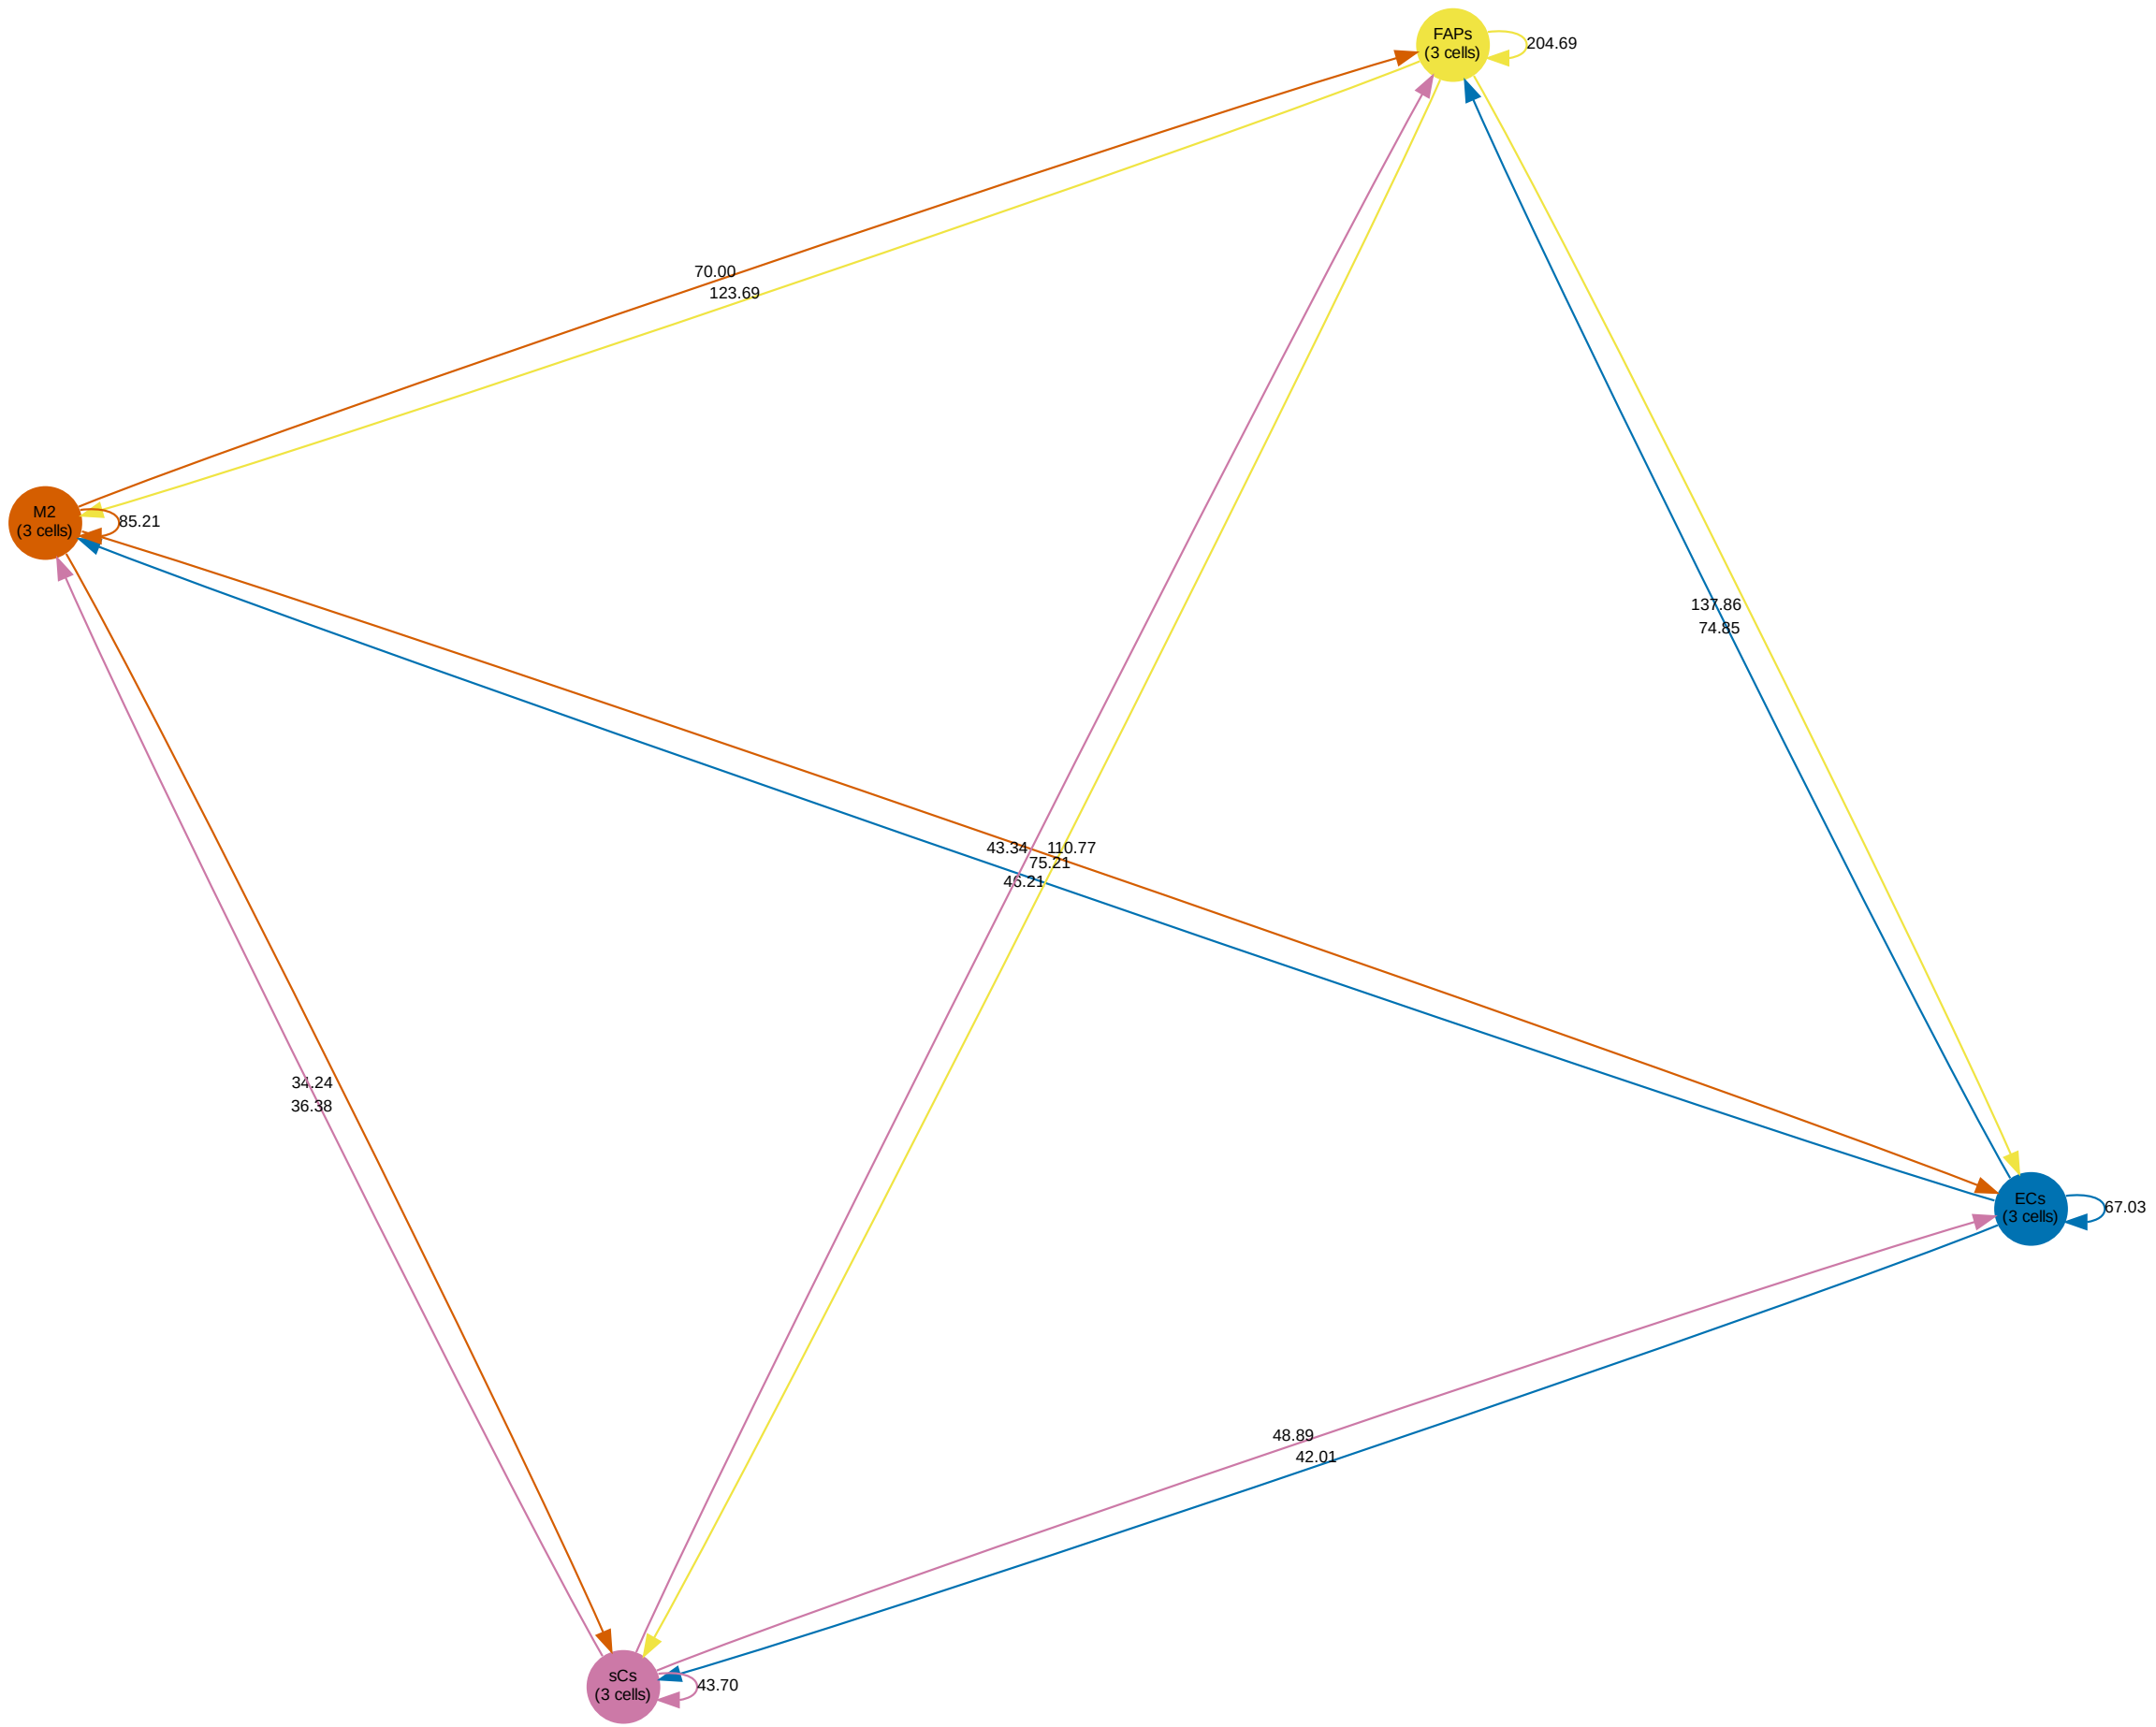 FAPs
(3 cells)
204.69
70.00
123.69
M2
(3 cells)
85.21
137.86
74.85
43.34
110.77
75.21
46.21
34.24
36.38
ECs
(3 cells)
67.03
48.89
42.01
sCs
(3 cells)
43.70